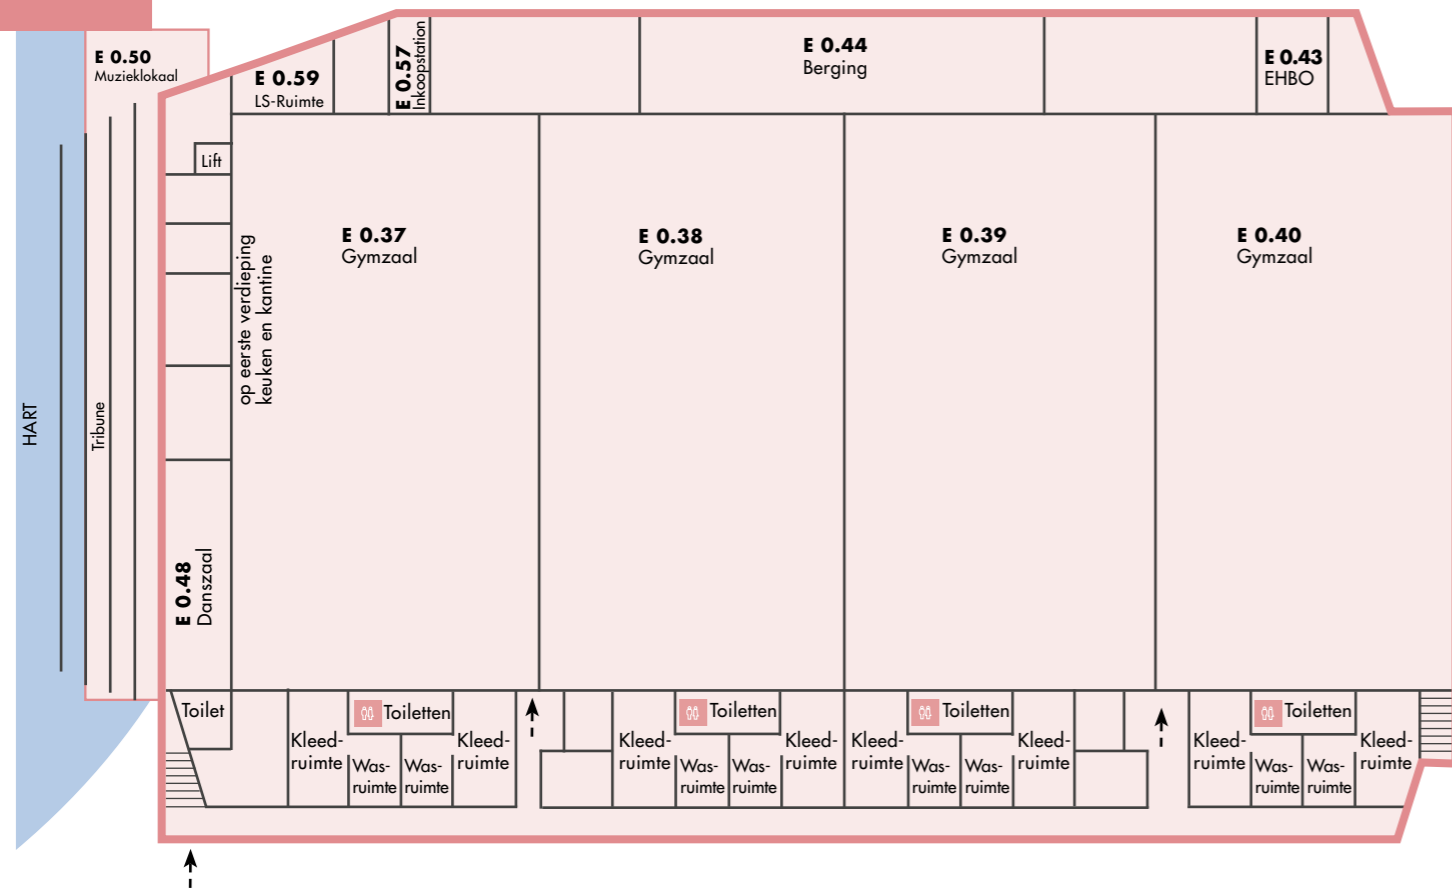 E 0.50
Muzieklokaal
E 0.59
LS-Ruimte
E 0.57
Inkoopstation
E 0.44
Berging
E 0.43
EHBO
Lift
E 0.37
Gymzaal
E 0.38
Gymzaal
E 0.39
Gymzaal
E 0.40
Gymzaal
op eerste verdieping
keuken en kantine
HART
Tribune
E 0.48
Danszaal
Toilet
Toiletten
Kleed-
ruimte
Was-
ruimte
Was-
ruimte
Kleed-
ruimte
Toiletten
Kleed-
ruimte
Was-
ruimte
Was-
ruimte
Kleed-
ruimte
Toiletten
Kleed-
ruimte
Was-
ruimte
Was-
ruimte
Kleed-
ruimte
Toiletten
Kleed-
ruimte
Was-
ruimte
Was-
ruimte
Kleed-
ruimte